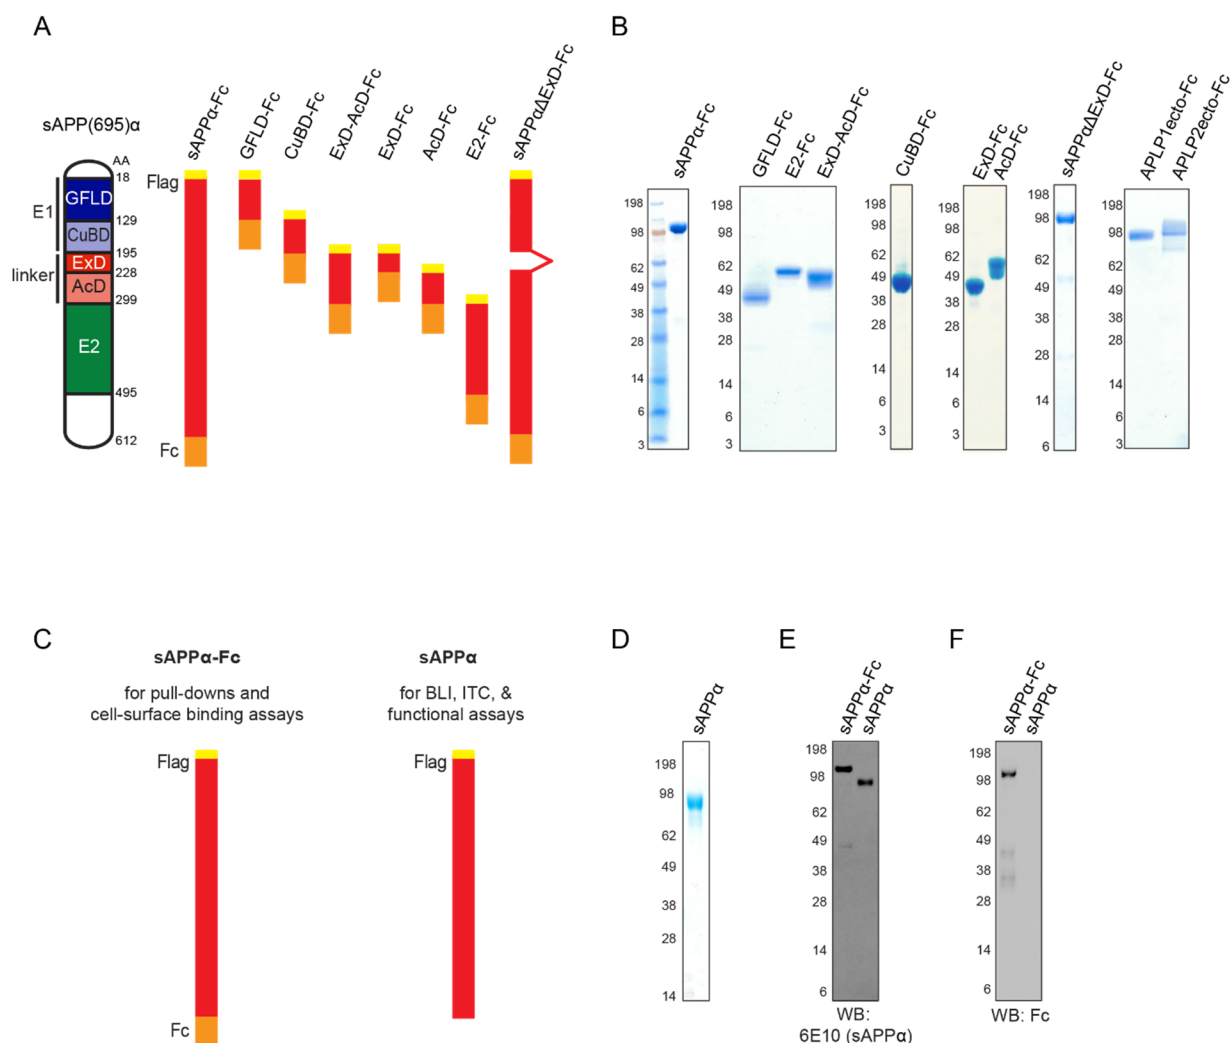 A
sAPP(695)α
AA
18
129
195
228
299
495
612
E1
linker
GFLD
CuBD
ExD
AcD
E2
Flag
Fc
sAPPα-Fc
GFLD-Fc
CuBD-Fc
ExD-AcD-Fc
ExD-Fc
AcD-Fc
E2-Fc
sAPPαΔExD-Fc
B
sAPPα-Fc
198
98
62
49
38
28
14
6
3
GFLD-Fc
E2-Fc
ExD-AcD-Fc
198
98
62
49
38
28
14
6
3
CuBD-Fc
198
98
62
49
38
28
14
6
3
ExD-Fc
AcD-Fc
198
98
62
49
38
28
14
6
3
sAPPαΔExD-Fc
198
98
62
49
38
28
14
6
APLP1ecto-Fc
APLP2ecto-Fc
198
98
62
49
38
28
14
6
3
C
sAPPα-Fc
for pull-downs and
cell-surface binding assays
Flag
Fc
sAPPα
for BLI, ITC, &
functional assays
Flag
D
sAPPα
198
98
62
49
38
28
14
E
sAPPα-Fc
sAPPα
198
98
62
49
38
28
14
6
WB:
6E10 (sAPPα)
F
sAPPα-Fc
sAPPα
198
98
62
49
38
28
14
6
WB: Fc